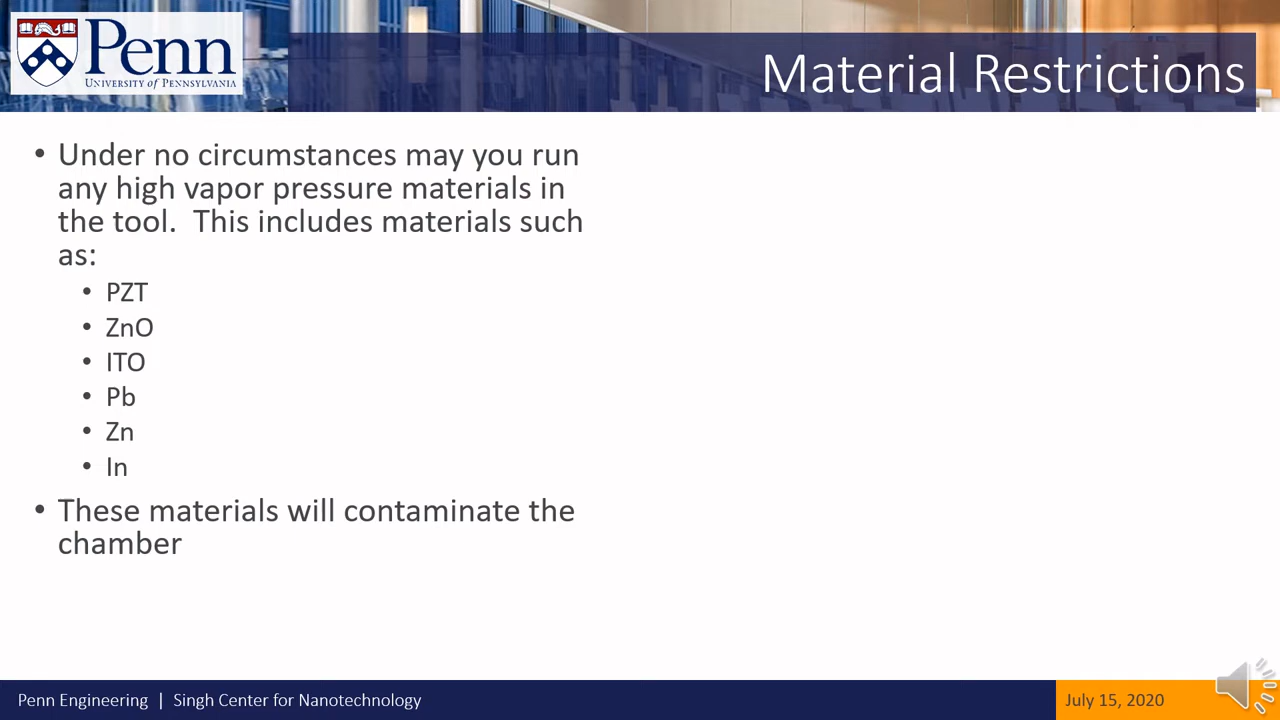 Penn
UNIVERSITY of PENNSYLVANIA
Material Restrictions
• Under no circumstances may you run
any high vapor pressure materials in
the tool.  This includes materials such
as:
• PZT
• ZnO
• ITO
• Pb
• Zn
• In
• These materials will contaminate the
chamber
Penn Engineering | Singh Center for Nanotechnology
July 15, 2020